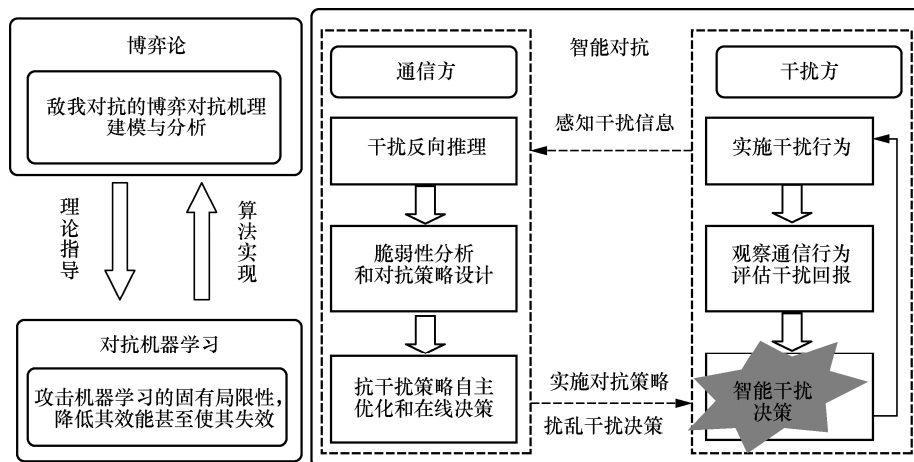 博弈论
敌我对抗的博弈对抗机理
建模与分析
理论指导
算法实现
对抗机器学习
攻击机器学习的固有局限性，
降低其效能甚至使其失效
智能对抗
通信方
干扰反向推理
脆弱性分析
和对抗策略设计
抗干扰策略自主
优化和在线决策
感知干扰信息
实施对抗策略
扰乱干扰决策
干扰方
实施干扰行为
观察通信行为
评估干扰回报
智能干扰
决策